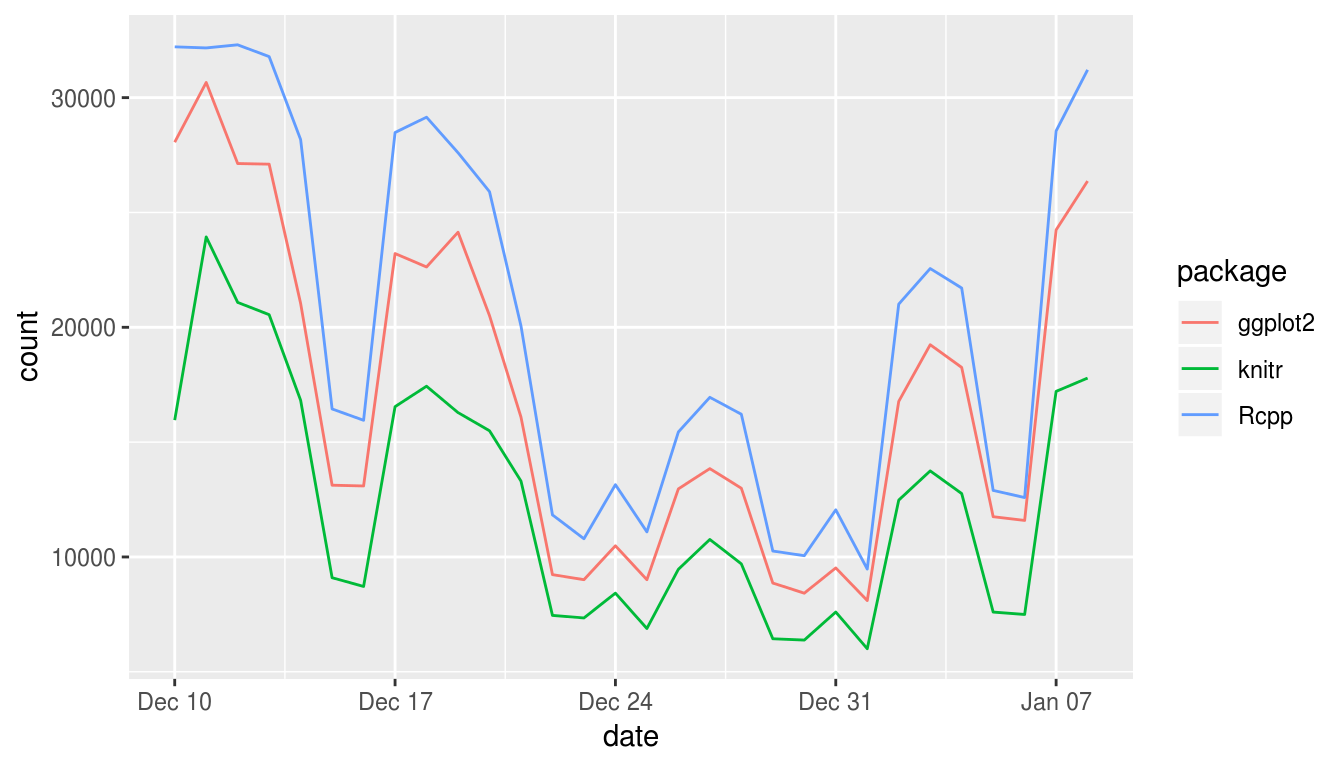 30000
20000
10000
count
Dec 10
Dec 17
Dec 24
Dec 31
Jan 07
date
package
ggplot2
knitr
Rcpp